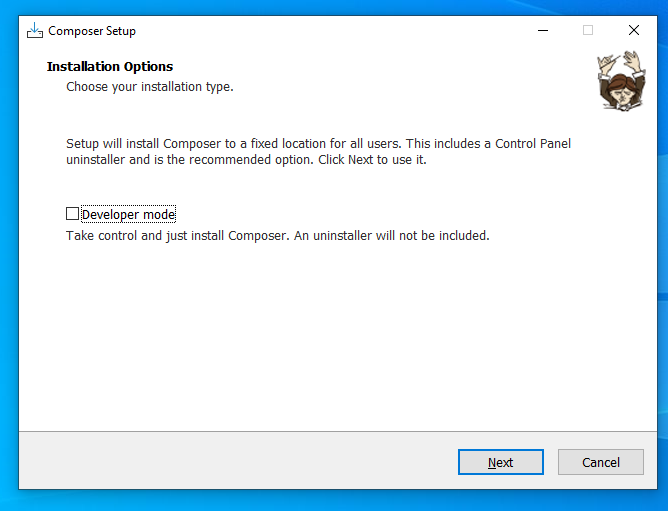 Composer Setup
Installation Options
Choose your installation type.
Setup will install Composer to a fixed location for all users. This includes a Control Panel
uninstaller and is the recommended option. Click Next to use it.
Developer mode
Take control and just install Composer. An uninstaller will not be included.
Next
Cancel